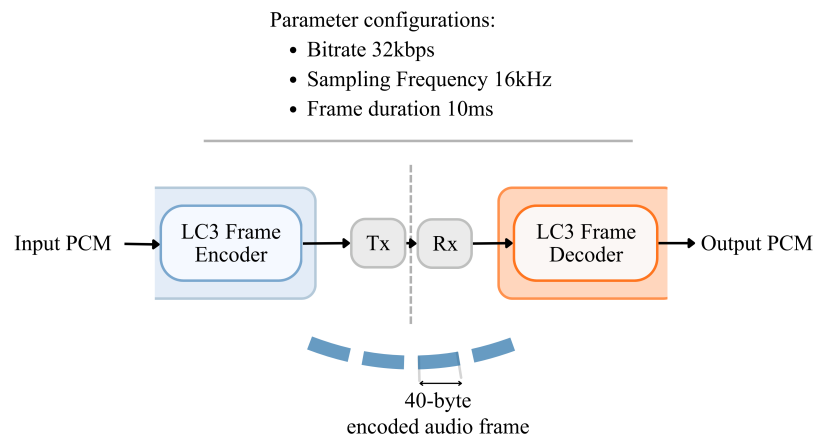 Parameter configurations:
• Bitrate 32kbps
• Sampling Frequency 16kHz
• Frame duration 10ms
Input PCM
LC3 Frame
Encoder
Tx
Rx
LC3 Frame
Decoder
Output PCM
40-byte
encoded audio frame